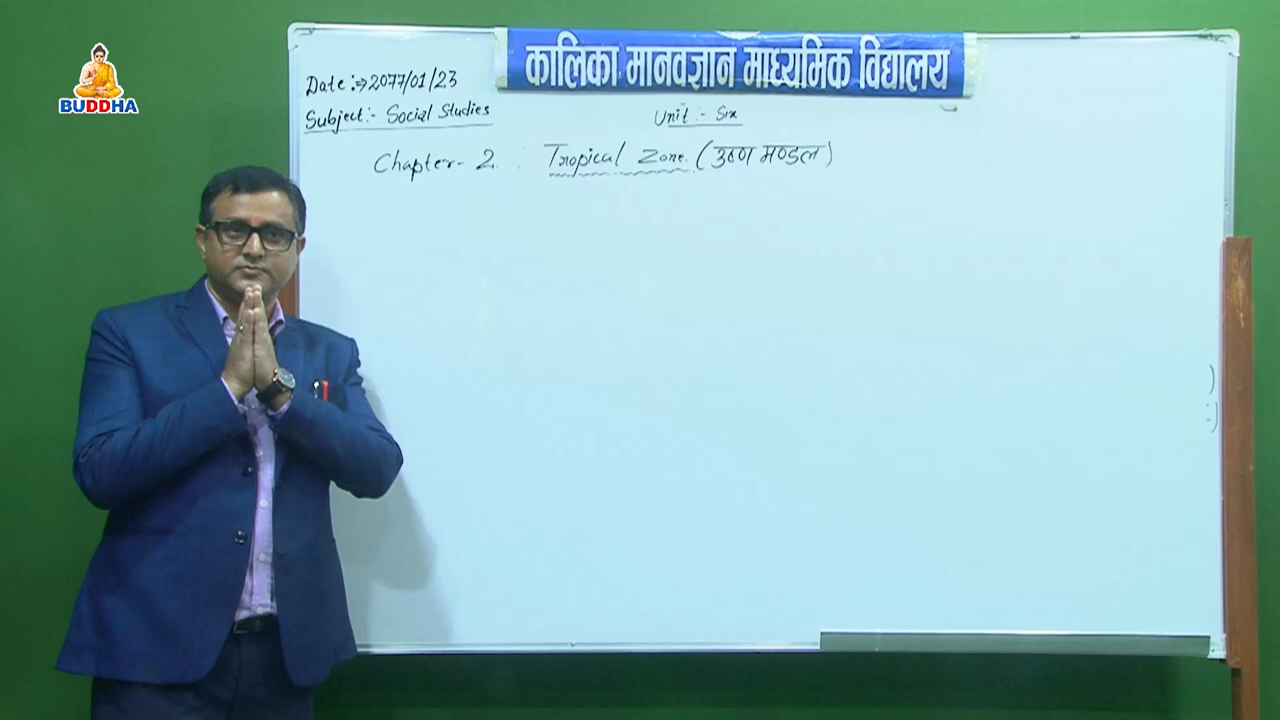 BUDDHA
कालिका मानवज्ञान माध्यमिक विद्यालय
Date:⇒2077/01/23
Subject:- Social Studies
Unit:- Six
Chapter-2: Tropical Zone (उष्ण मण्डल)